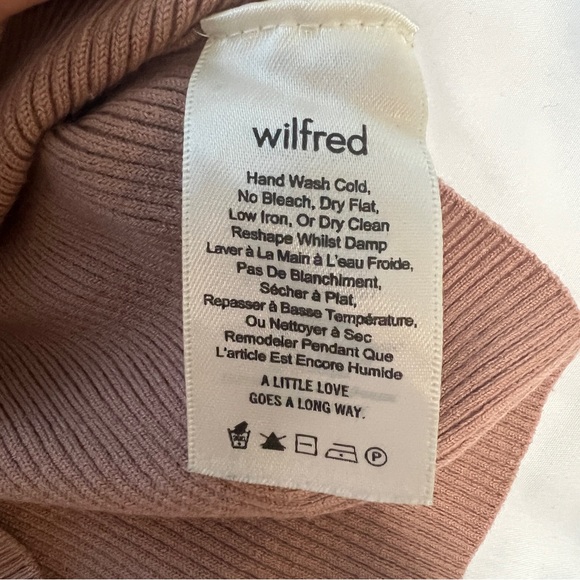 wilfred
Hand Wash Cold,
No Bleach, Dry Flat,
Low Iron, Or Dry Clean
Reshape Whilst Damp
Laver à La Main à L'eau Froide,
Pas De Blanchiment,
Sécher à Plat,
Repasser à Basse Température,
Ou Nettoyer à Sec
Remodeler Pendant Que
L'article Est Encore Humide
A LITTLE LOVE
GOES A LONG WAY.
P